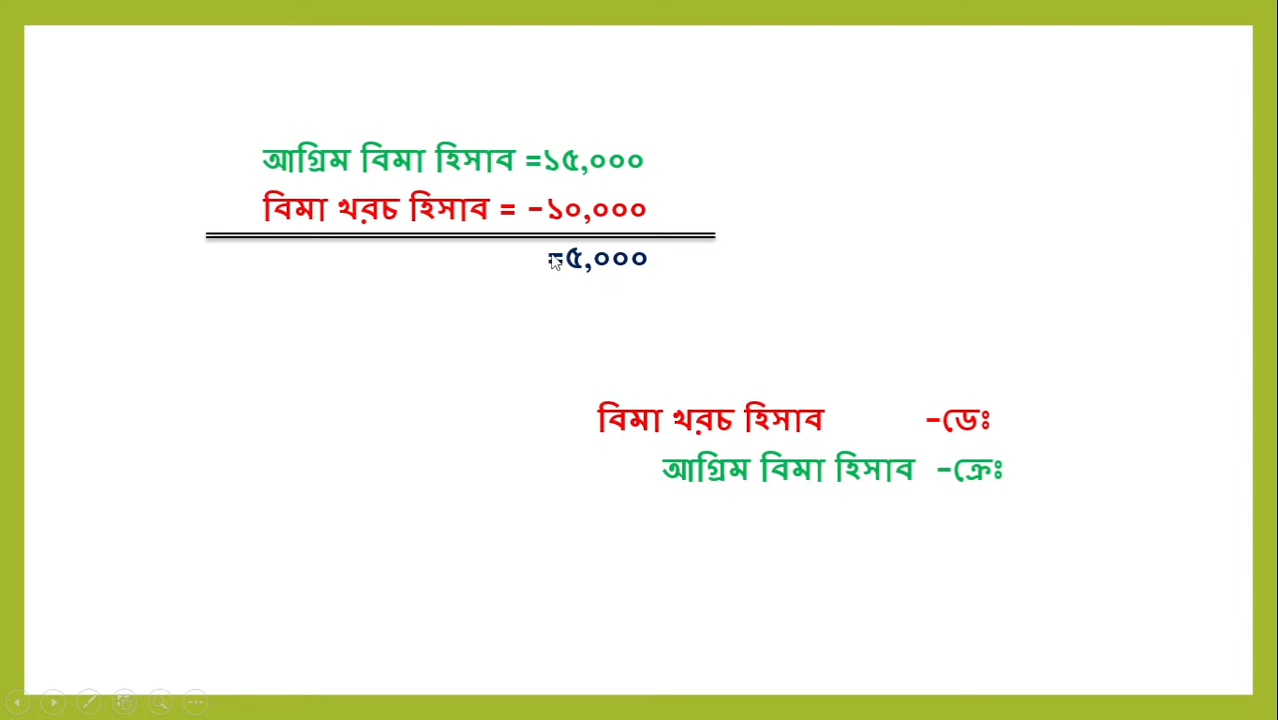 আগ্রিম বিমা হিসাব =১৫,০০০
বিমা খরচ হিসাব = -১০,০০০
=৫,০০০
বিমা খরচ হিসাব -ডেঃ
আগ্রিম বিমা হিসাব -ক্রেঃ